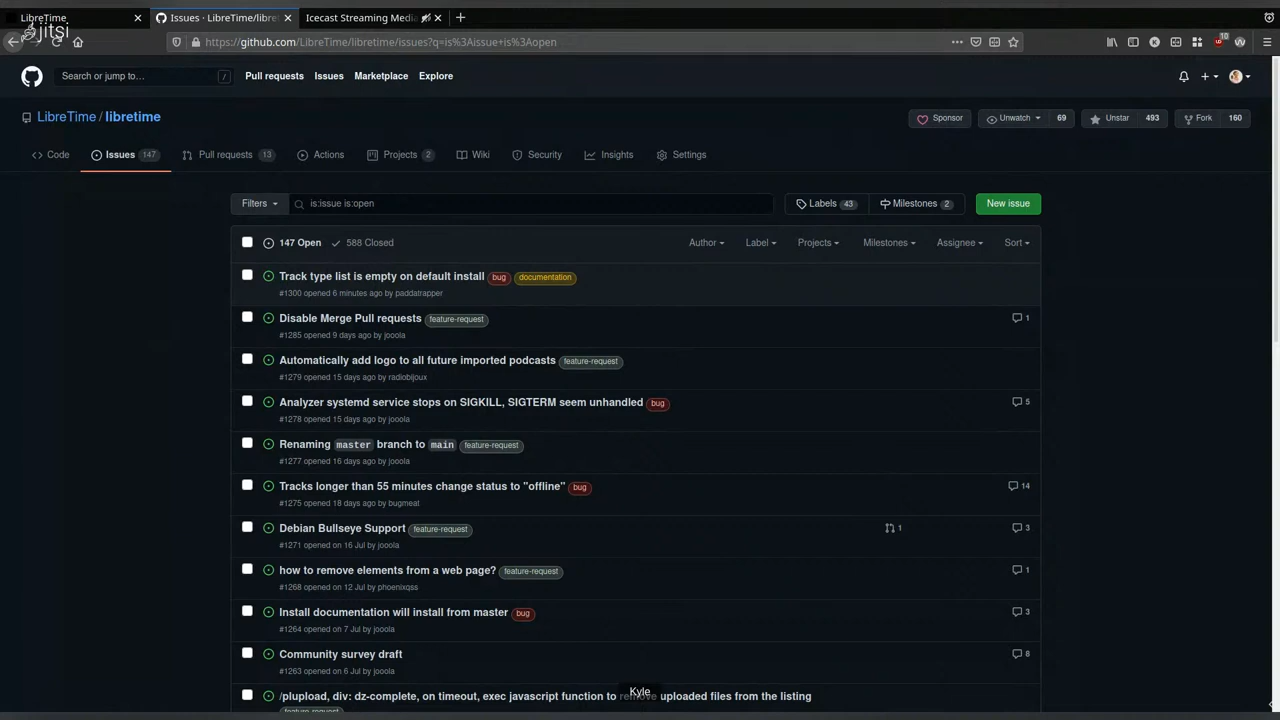 LibreTime
Issues · LibreTime/libre
Icecast Streaming Media
jitsi
https://github.com/LibreTime/libretime/issues?q=is%3Aissue+is%3Aopen
10
Search or jump to…
/
Pull requests
Issues
Marketplace
Explore
LibreTime / libretime
Sponsor
Unwatch
69
Unstar
493
Fork
160
Code
Issues 147
Pull requests 13
Actions
Projects 2
Wiki
Security
Insights
Settings
Filters
is:issue is:open
Labels 43
Milestones 2
New issue
147 Open
588 Closed
Author
Label
Projects
Milestones
Assignee
Sort
Track type list is empty on default install bug documentation
#1300 opened 6 minutes ago by paddatrapper
Disable Merge Pull requests feature-request 1
#1285 opened 9 days ago by jooola
Automatically add logo to all future imported podcasts feature-request
#1279 opened 15 days ago by radiobijoux
Analyzer systemd service stops on SIGKILL, SIGTERM seem unhandled bug 5
#1278 opened 15 days ago by jooola
Renaming master branch to main feature-request
#1277 opened 16 days ago by jooola
Tracks longer than 55 minutes change status to "offline" bug 14
#1275 opened 18 days ago by bugmeat
Debian Bullseye Support feature-request 1 3
#1271 opened on 16 Jul by jooola
how to remove elements from a web page? feature-request 1
#1268 opened on 12 Jul by phoenixqss
Install documentation will install from master bug 3
#1264 opened on 7 Jul by jooola
Community survey draft 8
#1263 opened on 6 Jul by jooola
/plupload, div: dz-complete, on timeout, exec javascript function to remove uploaded files from the listing
Kyle
feature-request